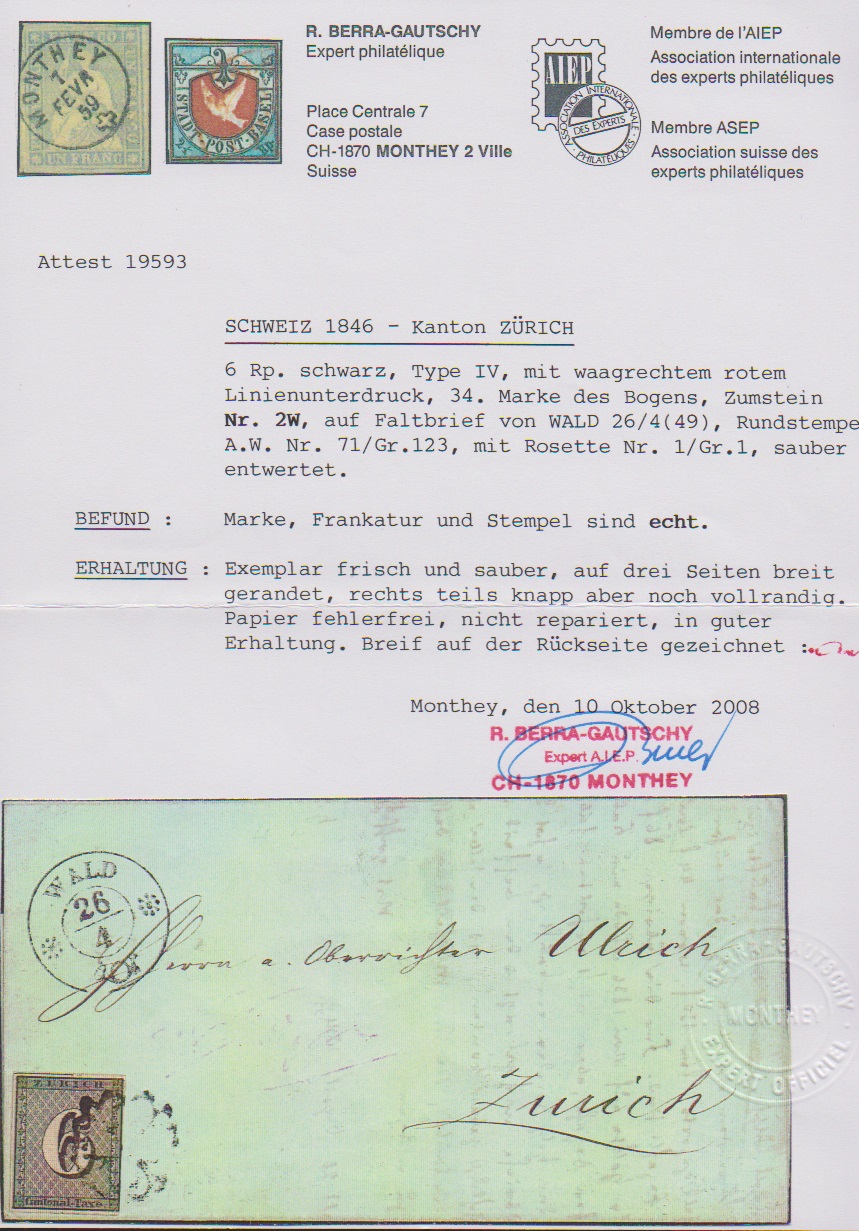 MONTHEY
7
FEVR
59
UN FRANC
STADT-POST-BASEL
R. BERRA-GAUTSCHY
Expert philatélique
Place Centrale 7
Case postale
CH-1870 MONTHEY 2 Ville
Suisse
AIEP
ASSOCIATION INTERNATIONALE
DES EXPERTS
PHILATÉLIQUES
Membre de l'AIEP
Association internationale
des experts philatéliques
Membre ASEP
Association suisse des
experts philatéliques
Attest 19593
SCHWEIZ 1846 - Kanton ZÜRICH
6 Rp. schwarz, Type IV, mit waagrechtem rotem
Linienunterdruck, 34. Marke des Bogens, Zumstein
Nr. 2W, auf Faltbrief von WALD 26/4(49), Rundstempe
A.W. Nr. 71/Gr.123, mit Rosette Nr. 1/Gr.1, sauber
entwertet.
BEFUND : Marke, Frankatur und Stempel sind echt.
ERHALTUNG : Exemplar frisch und sauber, auf drei Seiten breit
gerandet, rechts teils knapp aber noch vollrandig.
Papier fehlerfrei, nicht repariert, in guter
Erhaltung. Breif auf der Rückseite gezeichnet :
Monthey, den 10 Oktober 2008
R. BERRA-GAUTSCHY
Expert A.I.E.P.
CH-1870 MONTHEY
WALD
26
4
Herrn a. Oberrichter Ulrich
Zurich
R. BERRA-GAUTSCHY
MONTHEY
EXPERT OFFICIEL
ZÜRICH
6
Cantonal-Taxe